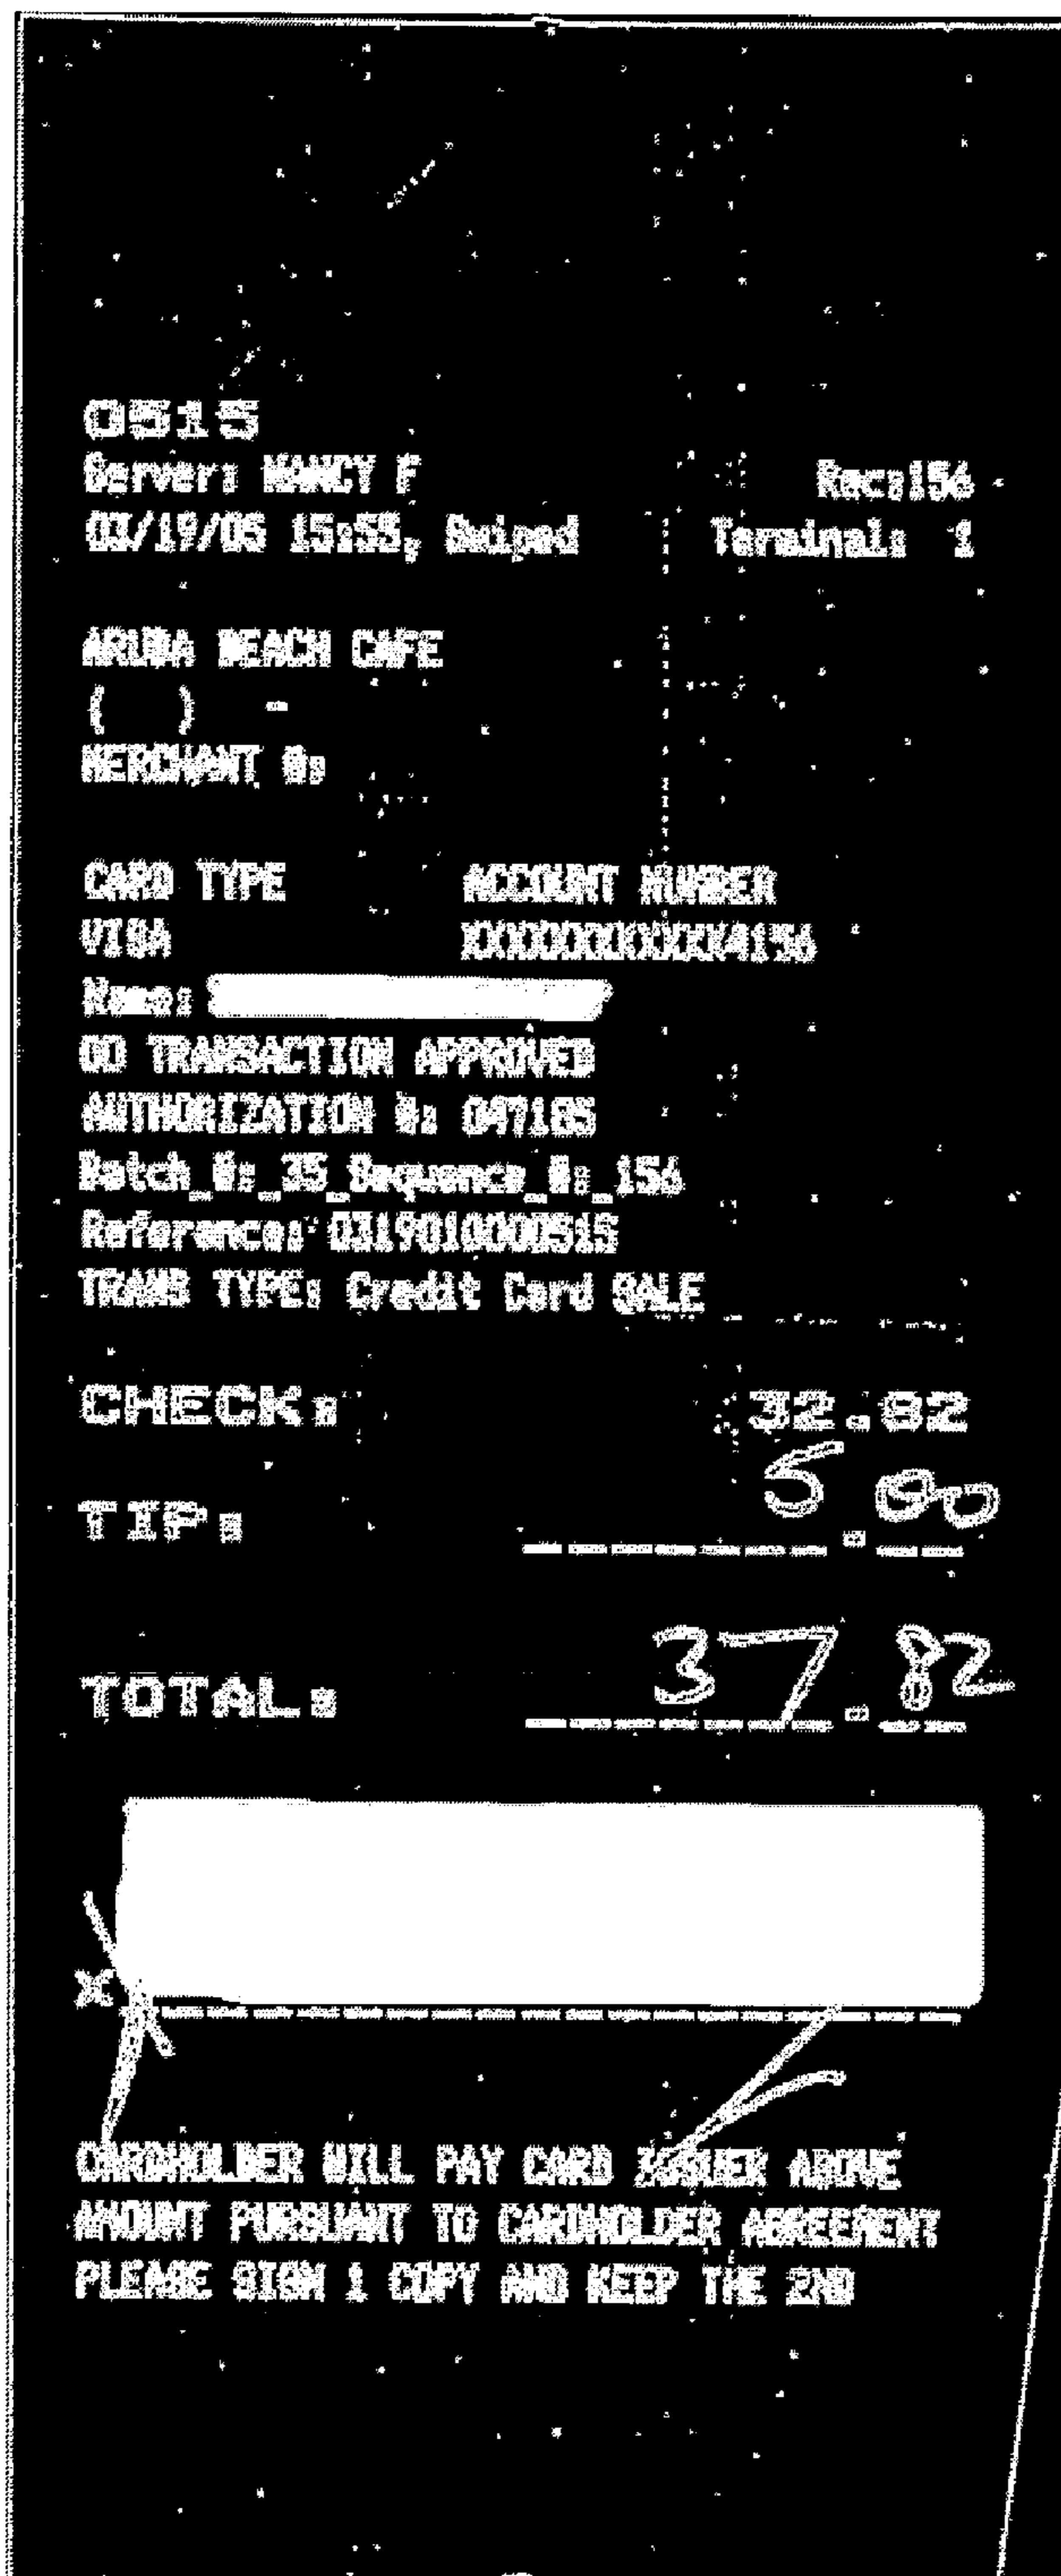 0515
Server: NANCY F Rec:156
03/19/05 15:55, Swiped Terminal: 1
ARUBA BEACH CAFE
( ) -
MERCHANT #:
CARD TYPE ACCOUNT NUMBER
VISA XXXXXXXXXXXX4156
Name:
00 TRANSACTION APPROVED
AUTHORIZATION #: 047185
Batch_#:_35_Sequence_#:_156
Reference: 0319010000515
TRANS TYPE: Credit Card SALE
CHECK: 32.82
TIP: 5.00
TOTAL: 37.82
X
CARDHOLDER WILL PAY CARD ISSUER ABOVE
AMOUNT PURSUANT TO CARDHOLDER AGREEMENT
PLEASE SIGN 1 COPY AND KEEP THE 2ND